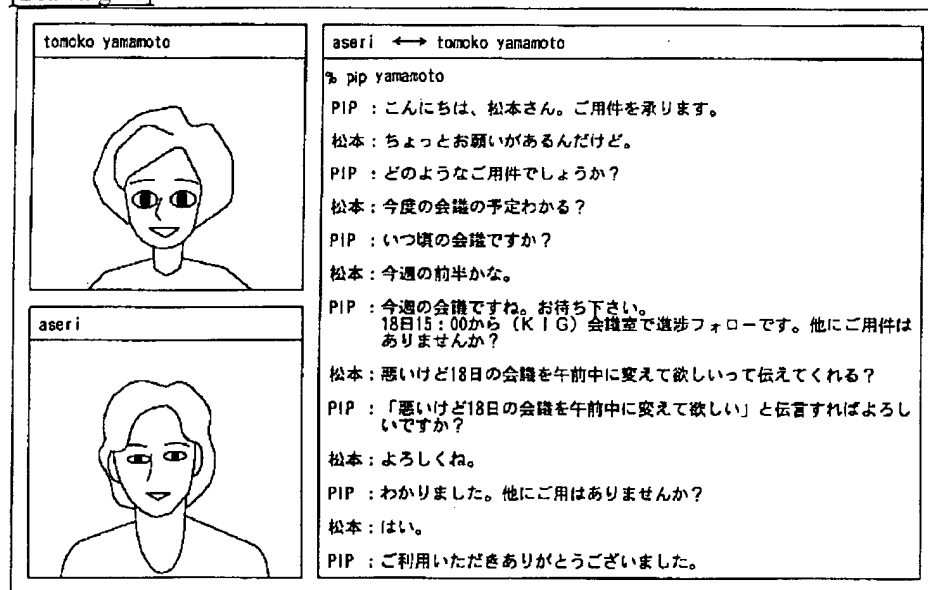 tomoko yamamoto
aseri
aseri ⟷ tomoko yamamoto
% pip yamamoto
PIP : こんにちは、松本さん。ご用件を承ります。
松本 : ちょっとお願いがあるんだけど。
PIP : どのようなご用件でしょうか?
松本 : 今度の会議の予定わかる?
PIP : いつ頃の会議ですか?
松本 : 今週の前半かな。
PIP : 今週の会議ですね。お待ち下さい。
18日15:00から(KIG)会議室で進捗フォローです。他にご用件は
ありませんか?
松本 : 悪いけど18日の会議を午前中に変えて欲しいって伝えてくれる?
PIP : 「悪いけど18日の会議を午前中に変えて欲しい」と伝言すればよろし
いですか?
松本 : よろしくね。
PIP : わかりました。他にご用はありませんか?
松本 : はい。
PIP : ご利用いただきありがとうございました。